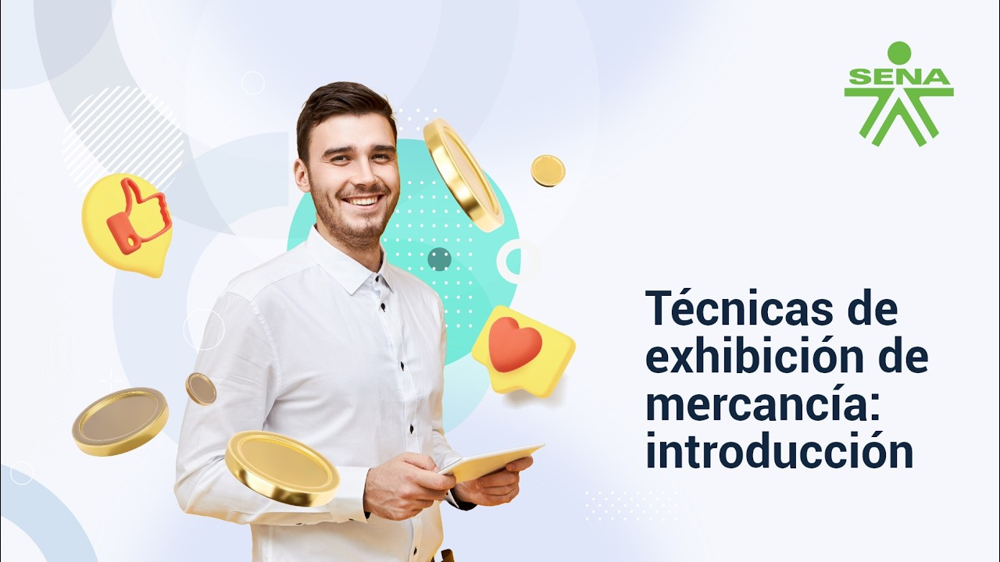 SENA
Técnicas de
exhibición de
mercancía:
introducción